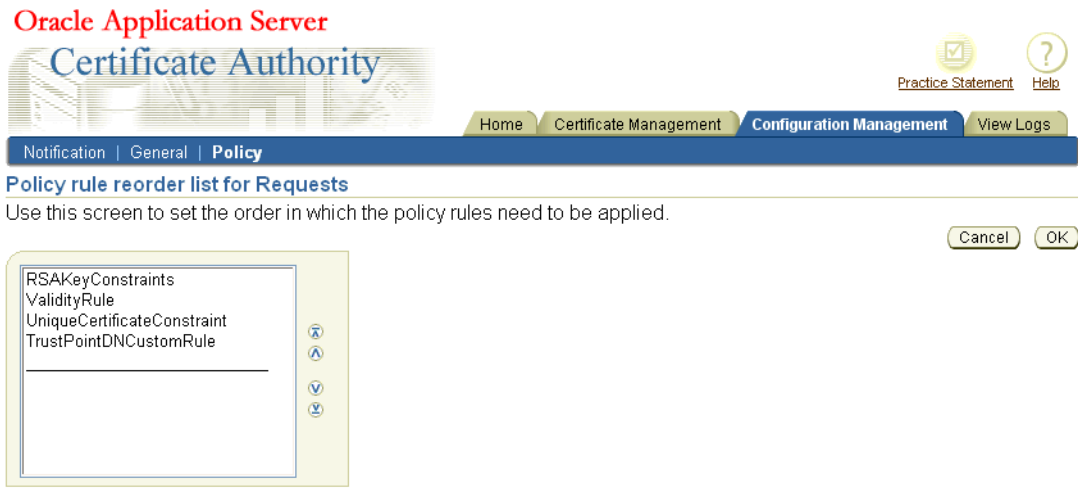 Oracle Application Server
Certificate Authority
Practice Statement Help
Home Certificate Management Configuration Management View Logs
Notification | General | Policy
Policy rule reorder list for Requests
Use this screen to set the order in which the policy rules need to be applied.
Cancel OK
RSAKeyConstraints
ValidityRule
UniqueCertificateConstraint
TrustPointDNCustomRule